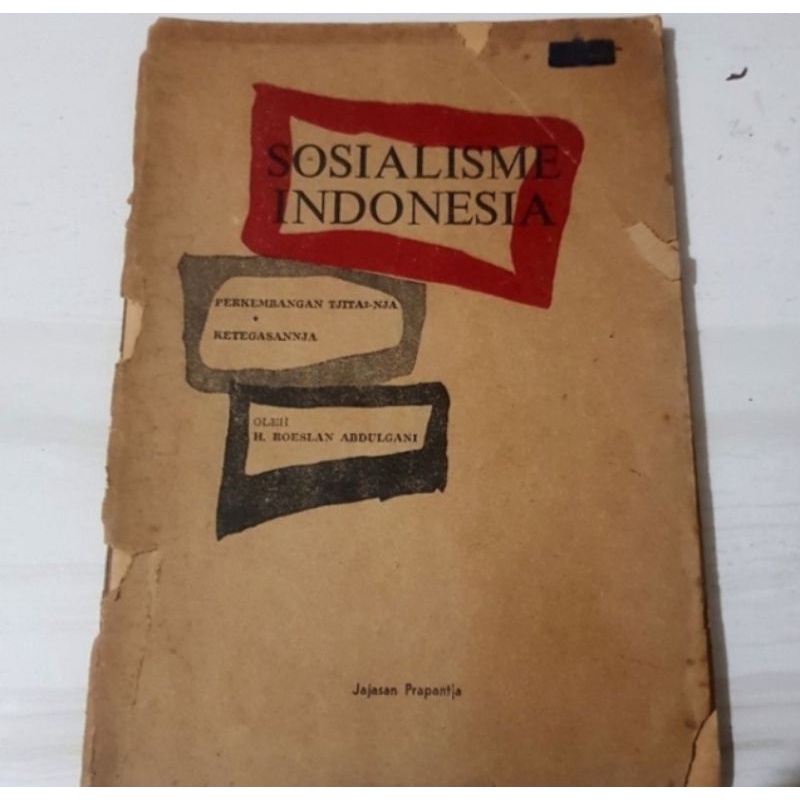 SOSIALISME
INDONESIA
PERKEMBANGAN TJITA2-NJA
•
KETEGASANNJA
OLEH
H. ROESLAN ABDULGANI
Jajasan Prapantja